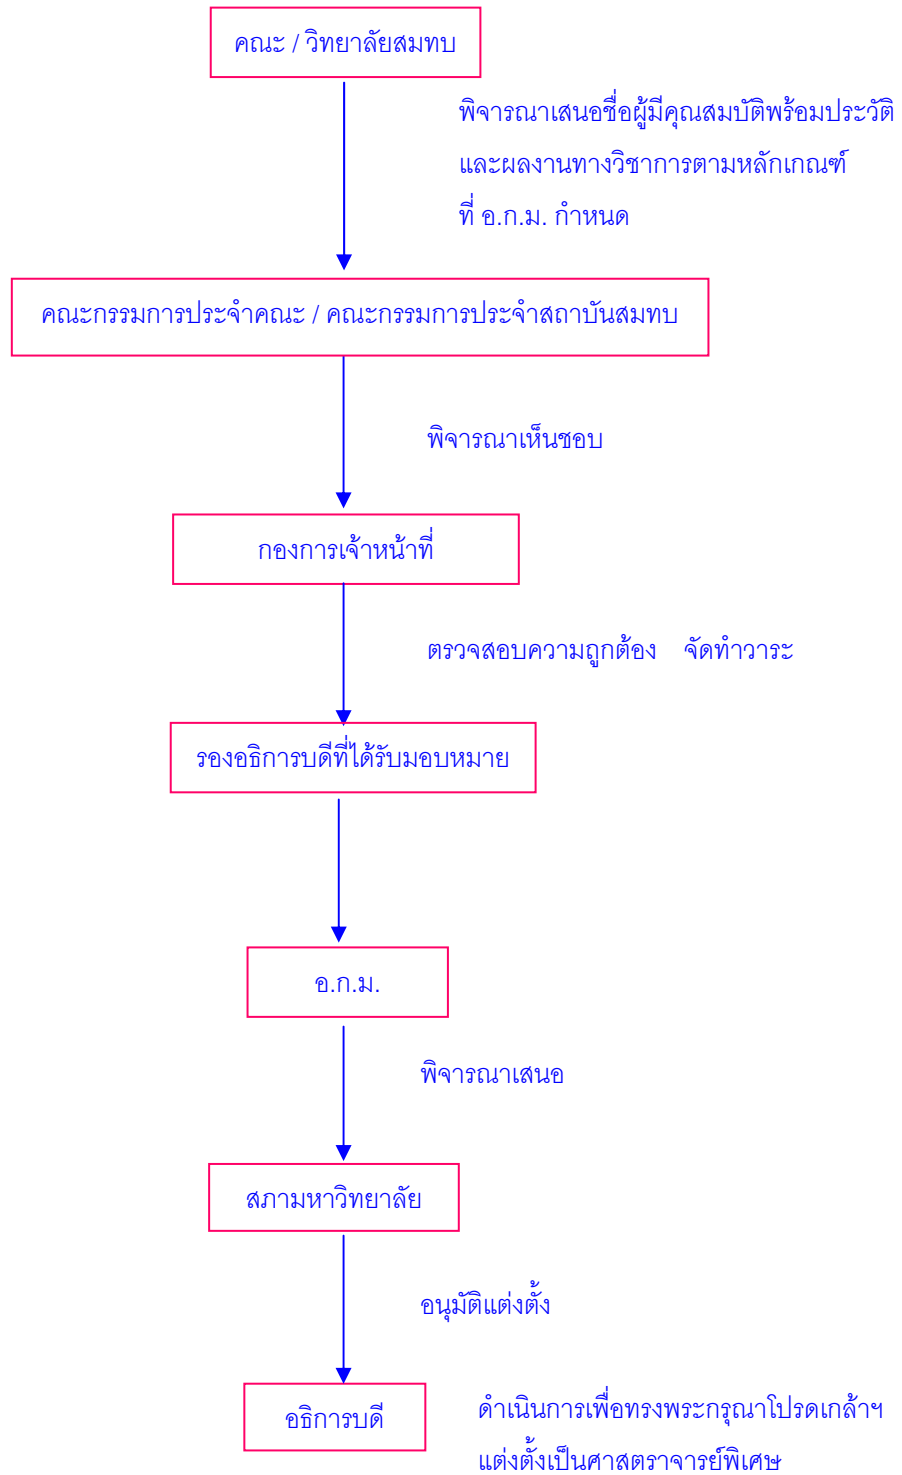 คณะ / วิทยาลัยสมทบ
พิจารณาเสนอชื่อผู้มีคุณสมบัติพร้อมประวัติ
และผลงานทางวิชาการตามหลักเกณฑ์
ที่ อ.ก.ม. กำหนด
คณะกรรมการประจำคณะ / คณะกรรมการประจำสถาบันสมทบ
พิจารณาเห็นชอบ
กองการเจ้าหน้าที่
ตรวจสอบความถูกต้อง จัดทำวาระ
รองอธิการบดีที่ได้รับมอบหมาย
อ.ก.ม.
พิจารณาเสนอ
สภามหาวิทยาลัย
อนุมัติแต่งตั้ง
อธิการบดี
ดำเนินการเพื่อทรงพระกรุณาโปรดเกล้าฯ
แต่งตั้งเป็นศาสตราจารย์พิเศษ